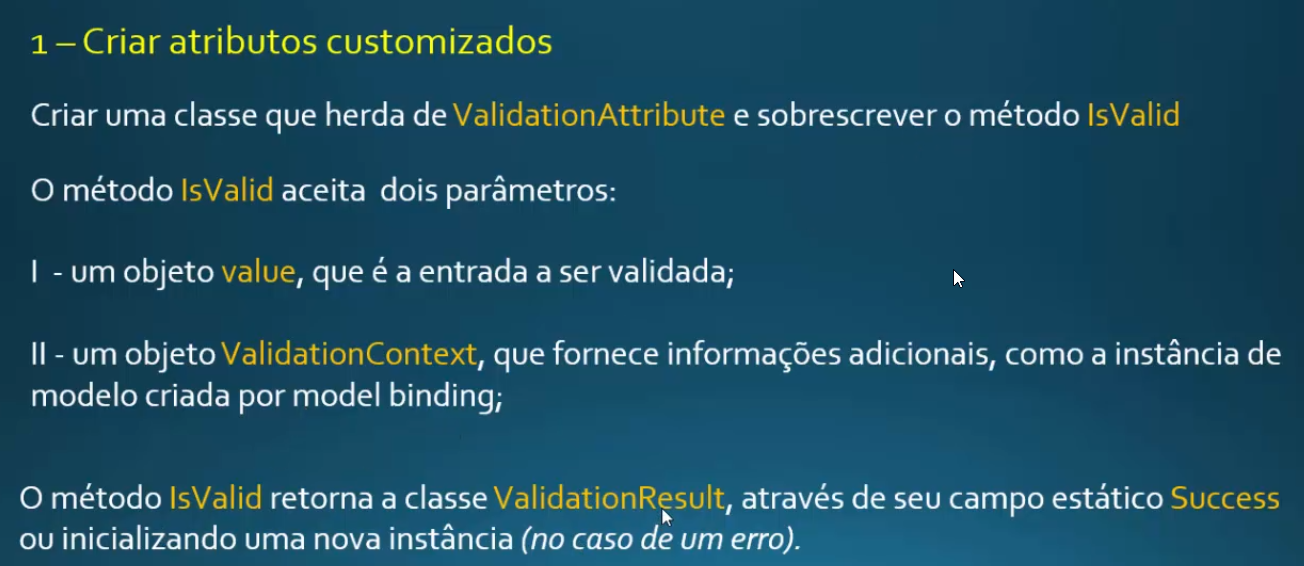 1 – Criar atributos customizados
Criar uma classe que herda de ValidationAttribute e sobrescrever o método IsValid
O método IsValid aceita dois parâmetros:
I - um objeto value, que é a entrada a ser validada;
II - um objeto ValidationContext, que fornece informações adicionais, como a instância de
modelo criada por model binding;
O método IsValid retorna a classe ValidationResult, através de seu campo estático Success
ou inicializando uma nova instância (no caso de um erro).